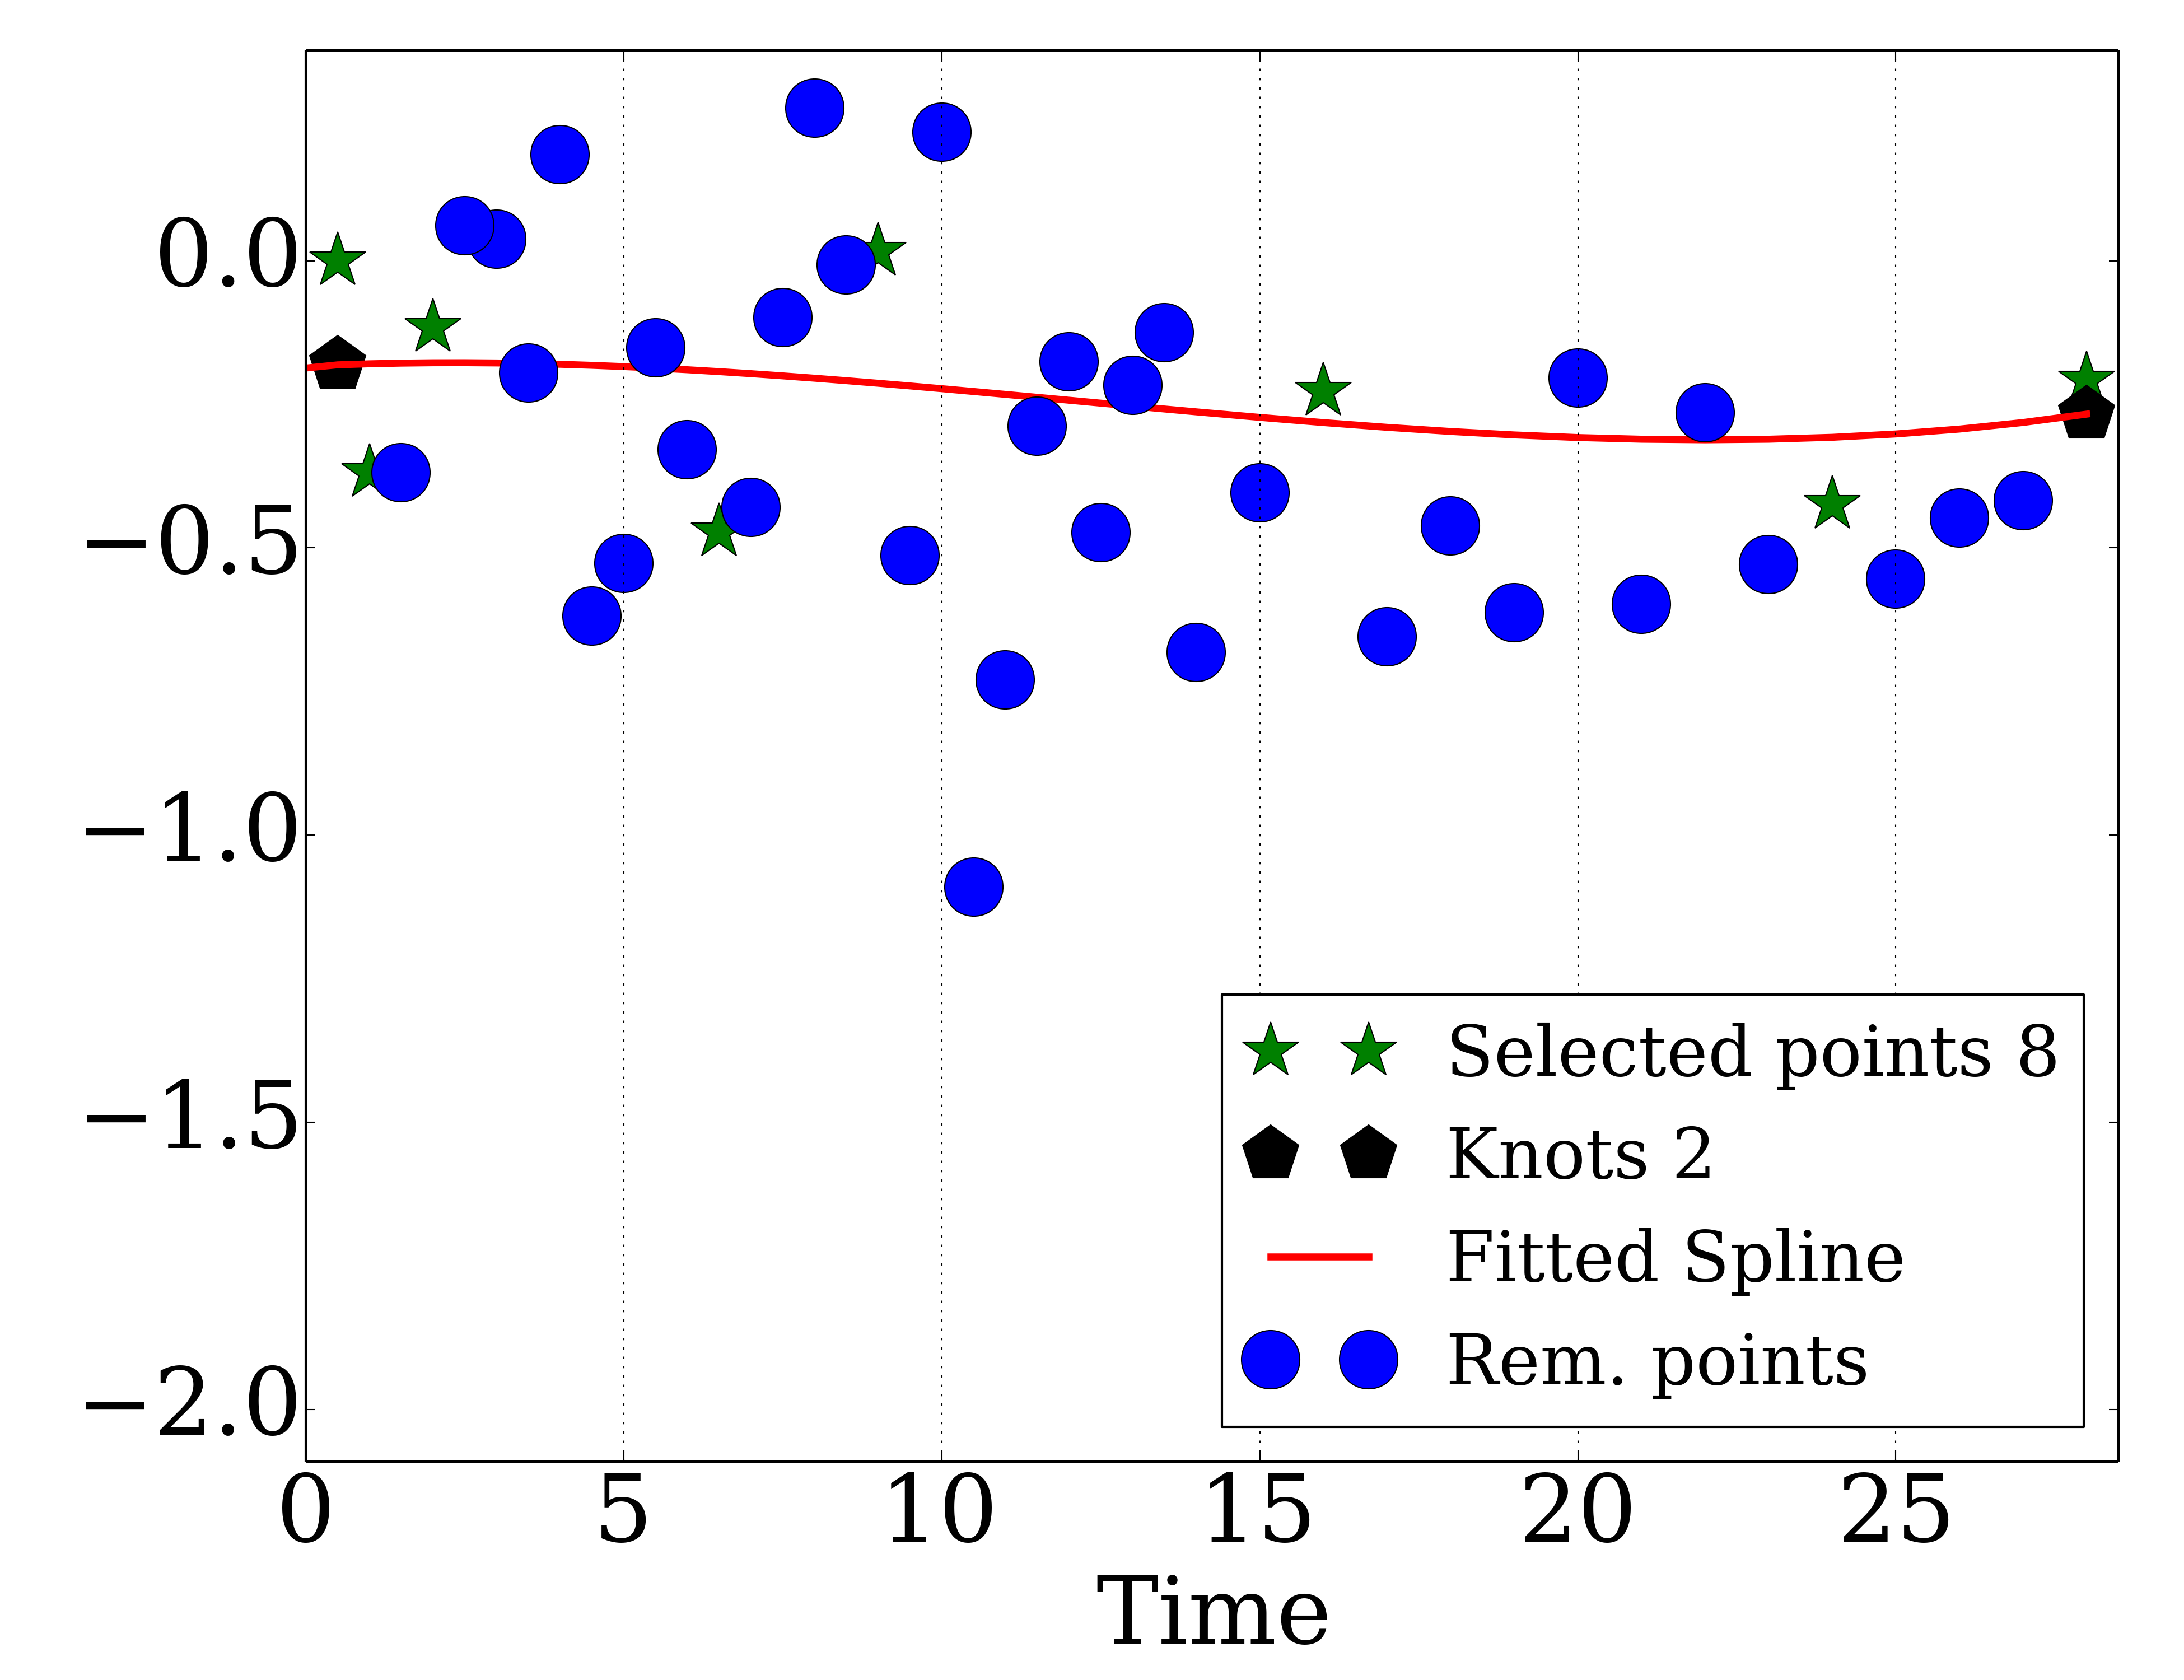 0.0
−0.5
−1.0
−1.5
−2.0
0 5 10 15 20 25
Time
Selected points 8
Knots 2
Fitted Spline
Rem. points